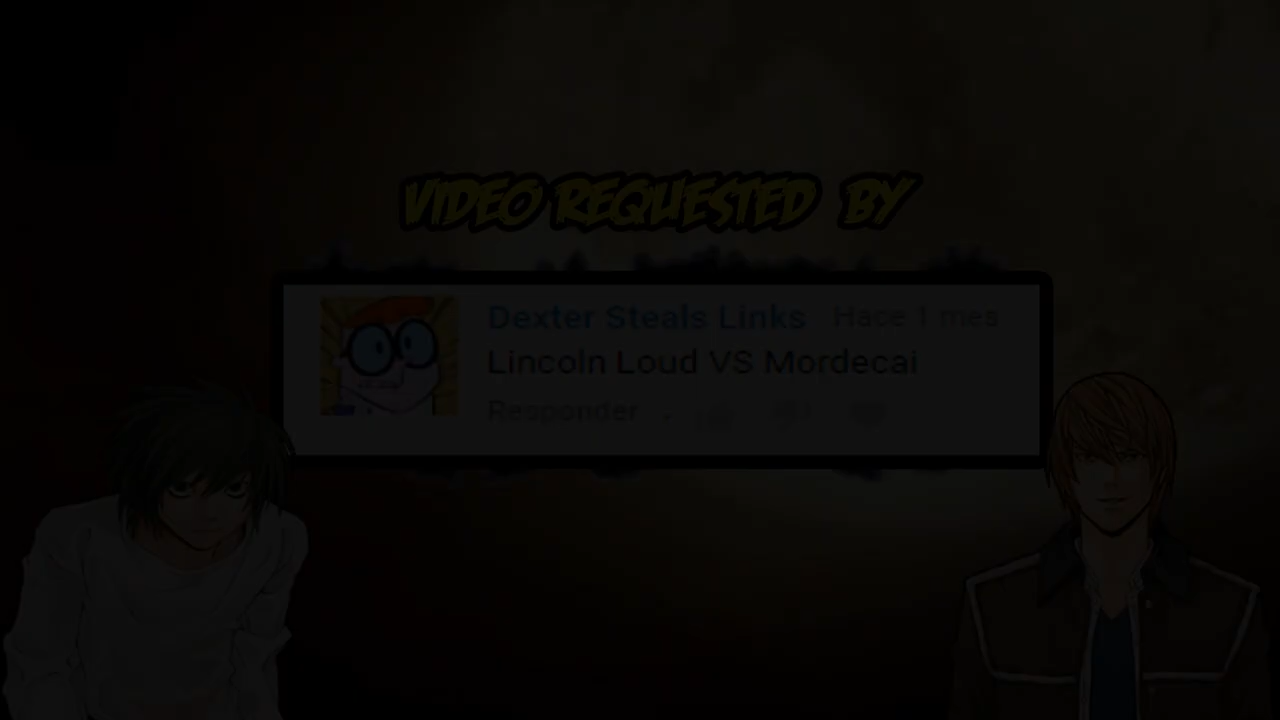 VIDEO REQUESTED BY
Dexter Steals Links Hace 1 mes
Lincoln Loud VS Mordecai
Responder